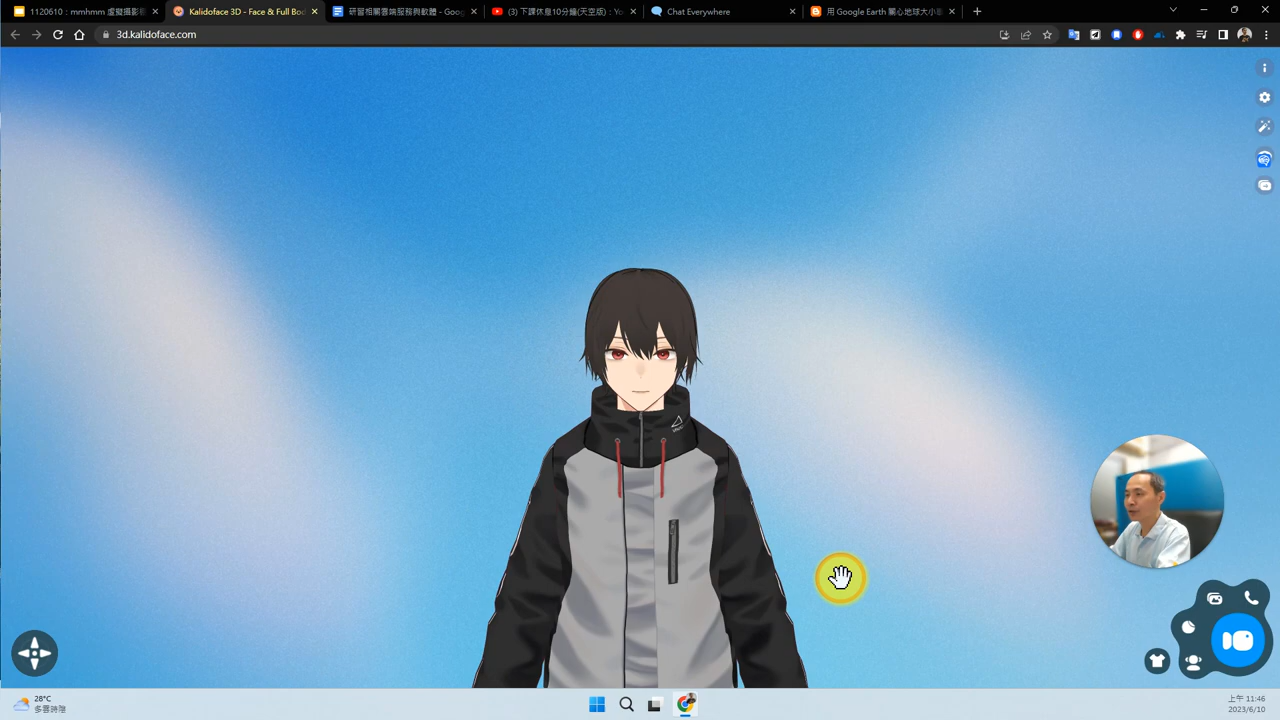 1120610：mmhmm 虛擬攝影
Kalidoface 3D - Face & Full Bod
研習相關雲端服務與軟體 - Goo
(3) 下課休息10分鐘(天空版)：Yo
Chat Everywhere
用 Google Earth 關心地球大小
3d.kalidoface.com
28°C
多雲時陰
上午 11:46
2023/6/10